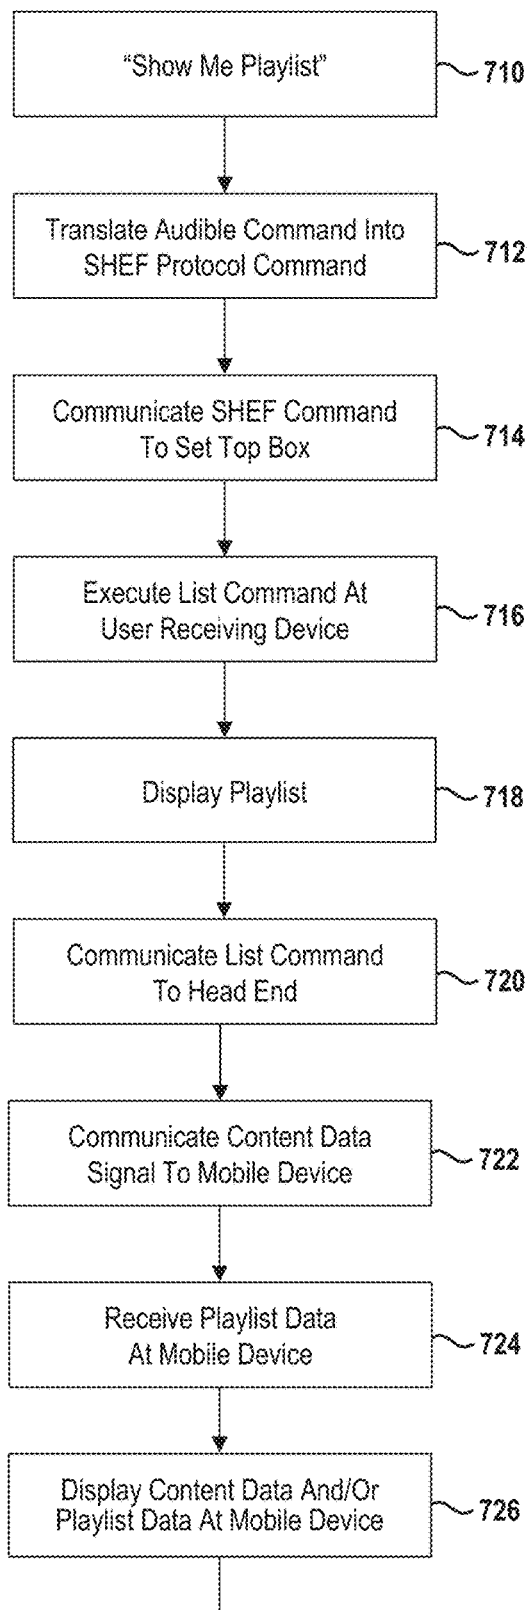 “Show Me Playlist”
710
Translate Audible Command Into
SHEF Protocol Command
712
Communicate SHEF Command
To Set Top Box
714
Execute List Command At
User Receiving Device
716
Display Playlist
718
Communicate List Command
To Head End
720
Communicate Content Data
Signal To Mobile Device
722
Receive Playlist Data
At Mobile Device
724
Display Content Data And/Or
Playlist Data At Mobile Device
726